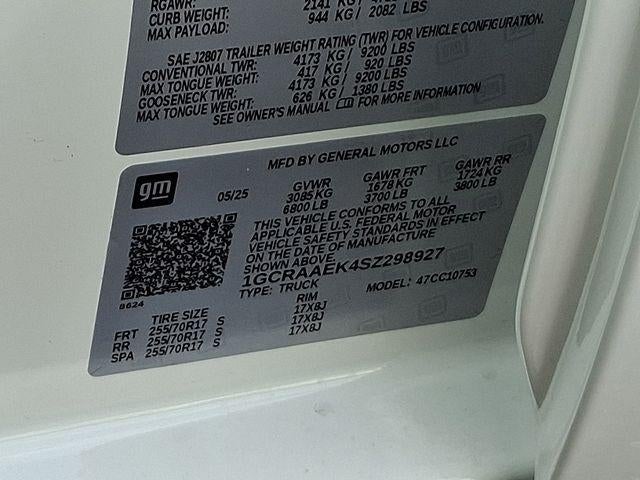 RGAWR: 2141 KG /
CURB WEIGHT: 944 KG / 2082 LBS
MAX PAYLOAD:
SAE J2807 TRAILER WEIGHT RATING (TWR) FOR VEHICLE CONFIGURATION.
CONVENTIONAL TWR: 4173 KG / 9200 LBS
MAX TONGUE WEIGHT: 417 KG / 920 LBS
GOOSENECK TWR: 4173 KG / 9200 LBS
MAX TONGUE WEIGHT: 626 KG / 1380 LBS
SEE OWNER'S MANUAL FOR MORE INFORMATION
MFD BY GENERAL MOTORS LLC
gm
05/25
GVWR GAWR FRT GAWR RR
3085 KG 1678 KG 1724 KG
6800 LB 3700 LB 3800 LB
THIS VEHICLE CONFORMS TO ALL
APPLICABLE U.S. FEDERAL MOTOR
VEHICLE SAFETY STANDARDS IN EFFECT
ON THE DATE OF MANUFACTURE
SHOWN ABOVE.
1GCRAAEK4SZ298927
TYPE: TRUCK MODEL: 47CC10753
8624
TIRE SIZE RIM
FRT 255/70R17 S 17X8J
RR 255/70R17 S 17X8J
SPA 255/70R17 S 17X8J